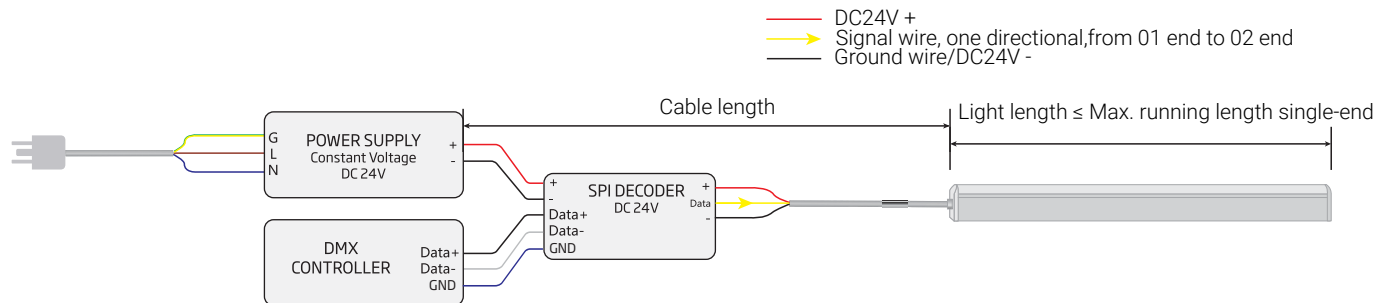 DC24V +
Signal wire, one directional,from 01 end to 02 end
Ground wire/DC24V -
Cable length
Light length ≤ Max. running length single-end
POWER SUPPLY
Constant Voltage
DC 24V
G
L
N
+
-
SPI DECODER
DC 24V
+
-
Data+
Data-
GND
+
Data
-
DMX
CONTROLLER
Data+
Data-
GND